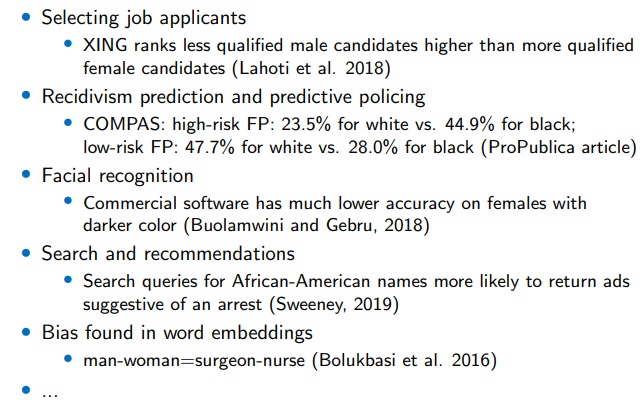 • Selecting job applicants
• XING ranks less qualified male candidates higher than more qualified
female candidates (Lahoti et al. 2018)
• Recidivism prediction and predictive policing
• COMPAS: high-risk FP: 23.5% for white vs. 44.9% for black;
low-risk FP: 47.7% for white vs. 28.0% for black (ProPublica article)
• Facial recognition
• Commercial software has much lower accuracy on females with
darker color (Buolamwini and Gebru, 2018)
• Search and recommendations
• Search queries for African-American names more likely to return ads
suggestive of an arrest (Sweeney, 2019)
• Bias found in word embeddings
• man-woman=surgeon-nurse (Bolukbasi et al. 2016)
• ...